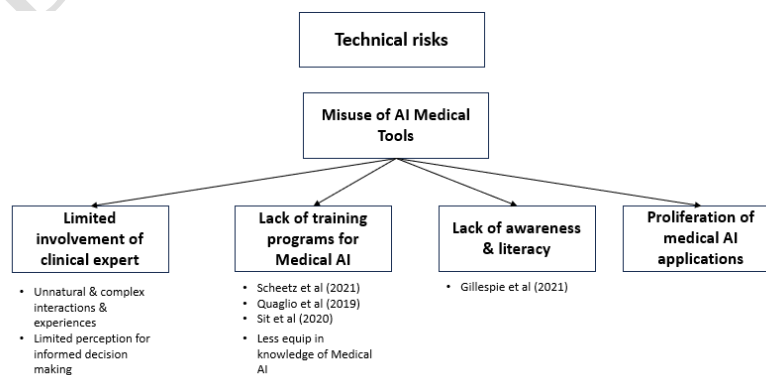 Technical risks
Misuse of AI Medical
Tools
Limited
involvement of
clinical expert
Lack of training
programs for
Medical AI
Lack of awareness
& literacy
Proliferation of
medical AI
applications
• Unnatural & complex
interactions &
experiences
• Limited perception for
informed decision
making
• Scheetz et al (2021)
• Quaglio et al (2019)
• Sit et al (2020)
• Less equip in
knowledge of Medical
AI
• Gillespie et al (2021)